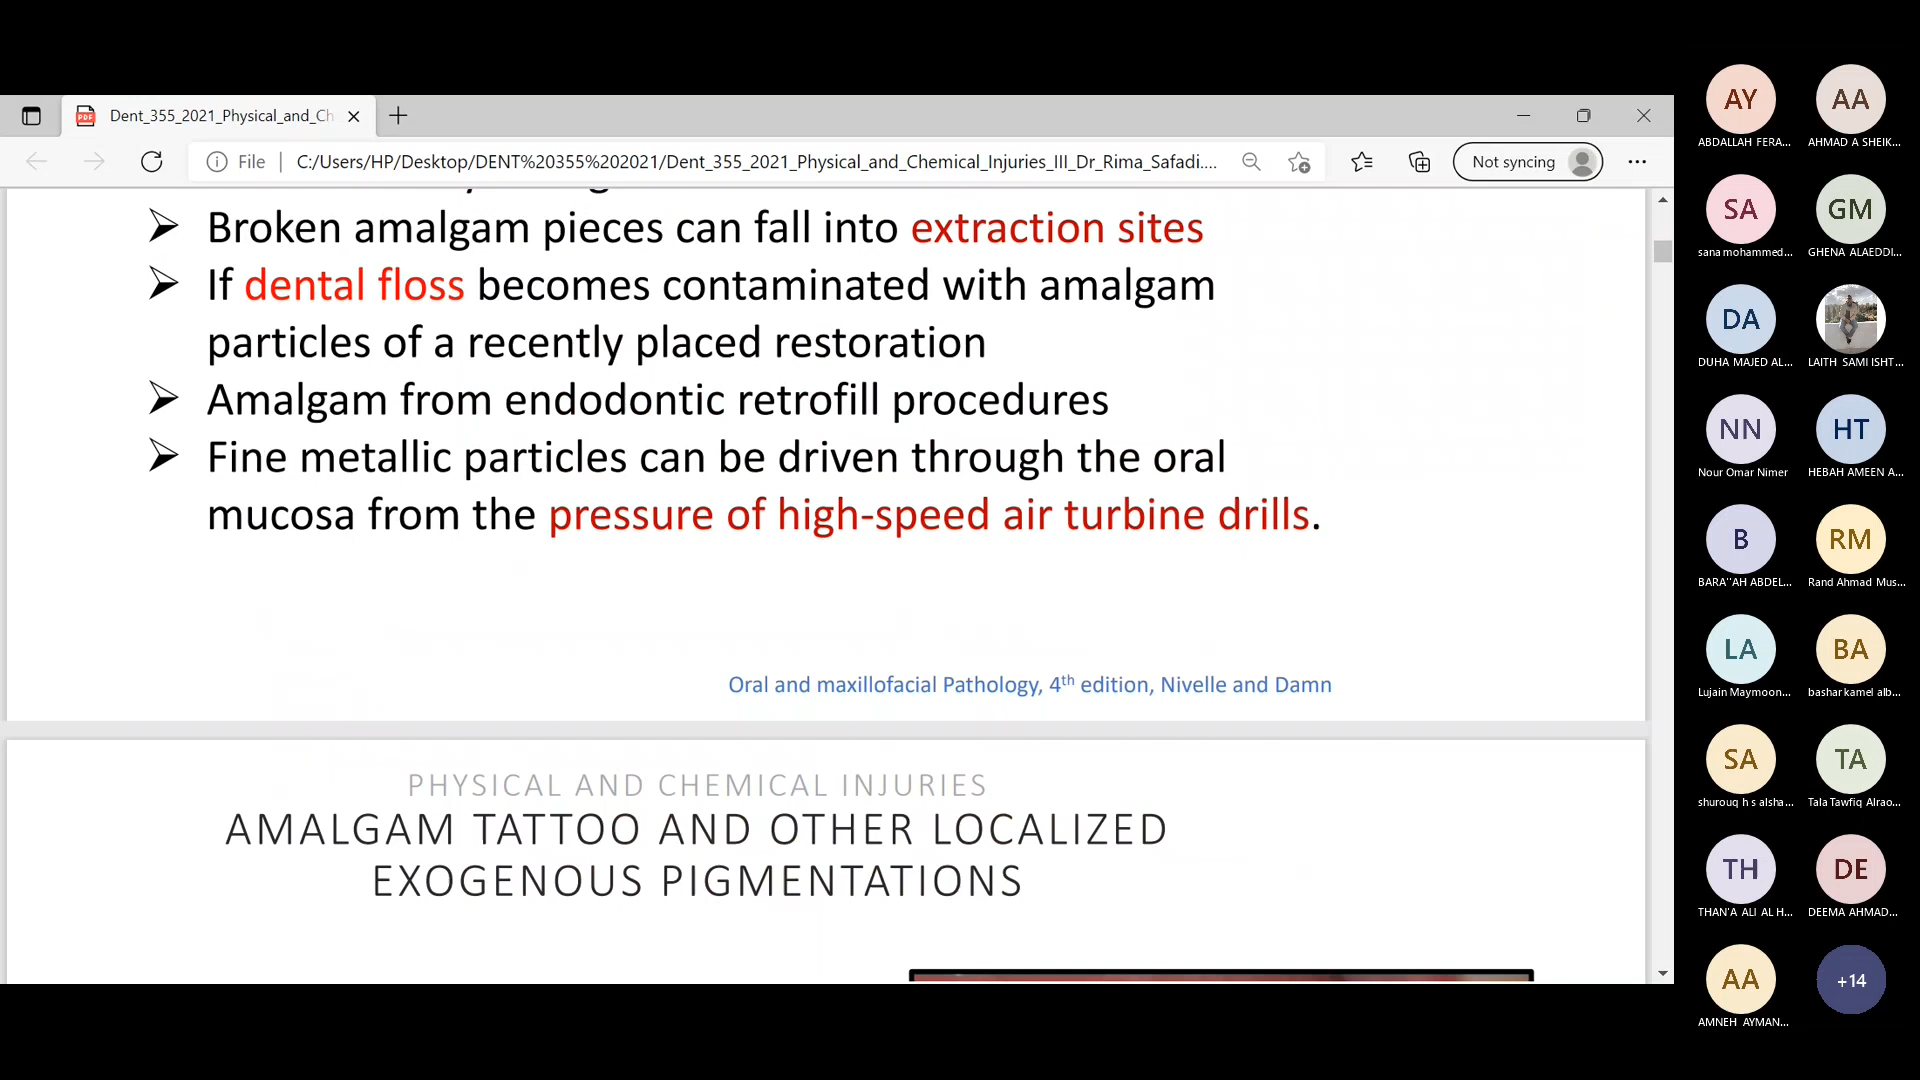 Dent_355_2021_Physical_and_Ch
File
C:/Users/HP/Desktop/DENT%20355%202021/Dent_355_2021_Physical_and_Chemical_Injuries_III_Dr_Rima_Safadi....
Not syncing
Broken amalgam pieces can fall into extraction sites
If dental floss becomes contaminated with amalgam
particles of a recently placed restoration
Amalgam from endodontic retrofill procedures
Fine metallic particles can be driven through the oral
mucosa from the pressure of high-speed air turbine drills.
Oral and maxillofacial Pathology, 4th edition, Nivelle and Damn
PHYSICAL AND CHEMICAL INJURIES
AMALGAM TATTOO AND OTHER LOCALIZED
EXOGENOUS PIGMENTATIONS
AY AA
ABDALLAH FERA... AHMAD A SHEIK...
SA GM
sana mohammed... GHENA ALAEDDI...
DA
DUHA MAJED AL... LAITH SAMI ISHT...
NN HT
Nour Omar Nimer HEBAH AMEEN A...
B RM
BARA''AH ABDEL... Rand Ahmad Mus...
LA BA
Lujain Maymoon... bashar kamel alb...
SA TA
shurouq h s alsha... Tala Tawfiq Alrao...
TH DE
THAN'A ALI AL H... DEEMA AHMAD...
AA +14
AMNEH AYMAN...